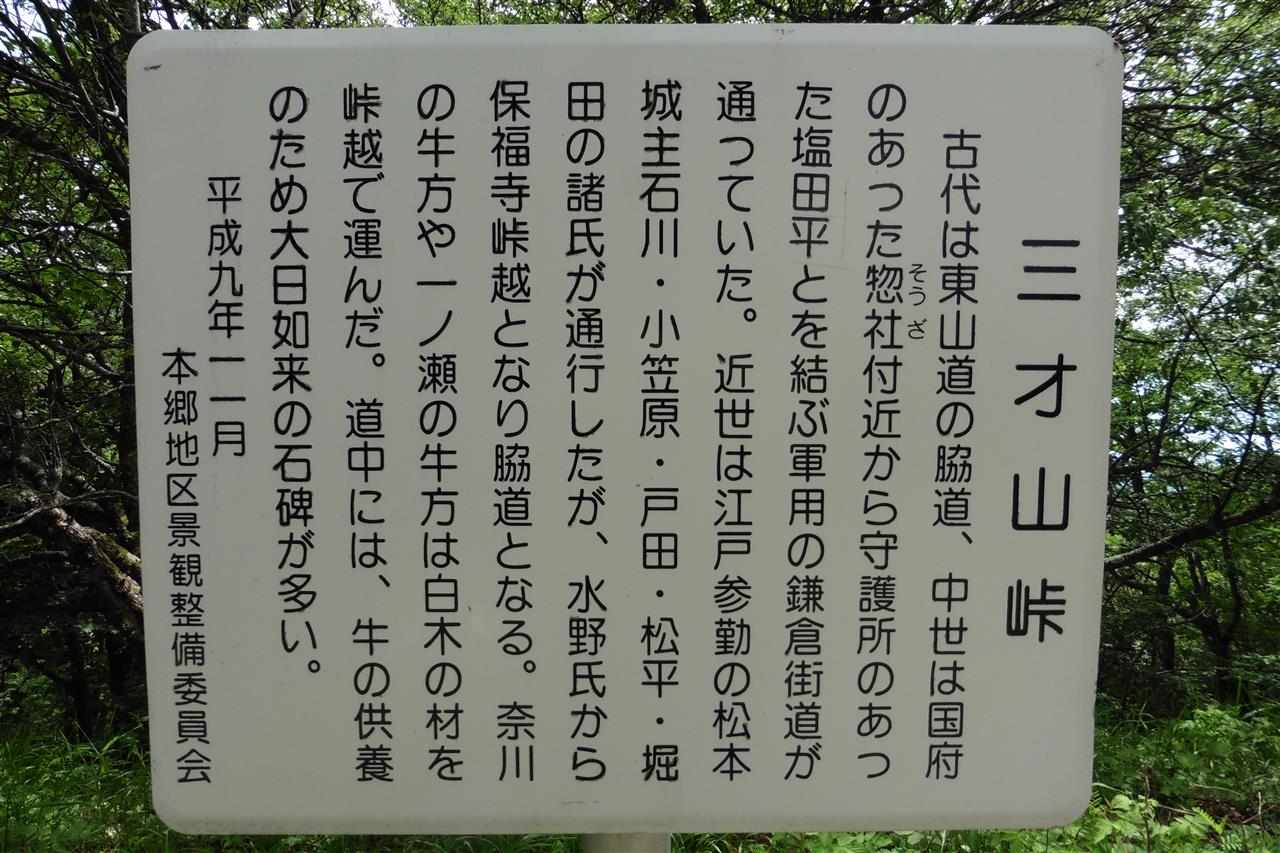 三才山峠
古代は東山道の脇道、中世は国府
のあった惣社付近から守護所のあっ
そうざ
た塩田平とを結ぶ軍用の鎌倉街道が
通っていた。近世は江戸参勤の松本
城主石川・小笠原・戸田・松平・堀
田の諸氏が通行したが、水野氏から
保福寺峠越となり脇道となる。奈川
の牛方や一ノ瀬の牛方は白木の材を
峠越で運んだ。道中には、牛の供養
のため大日如来の石碑が多い。
平成九年一一月
本郷地区景観整備委員会